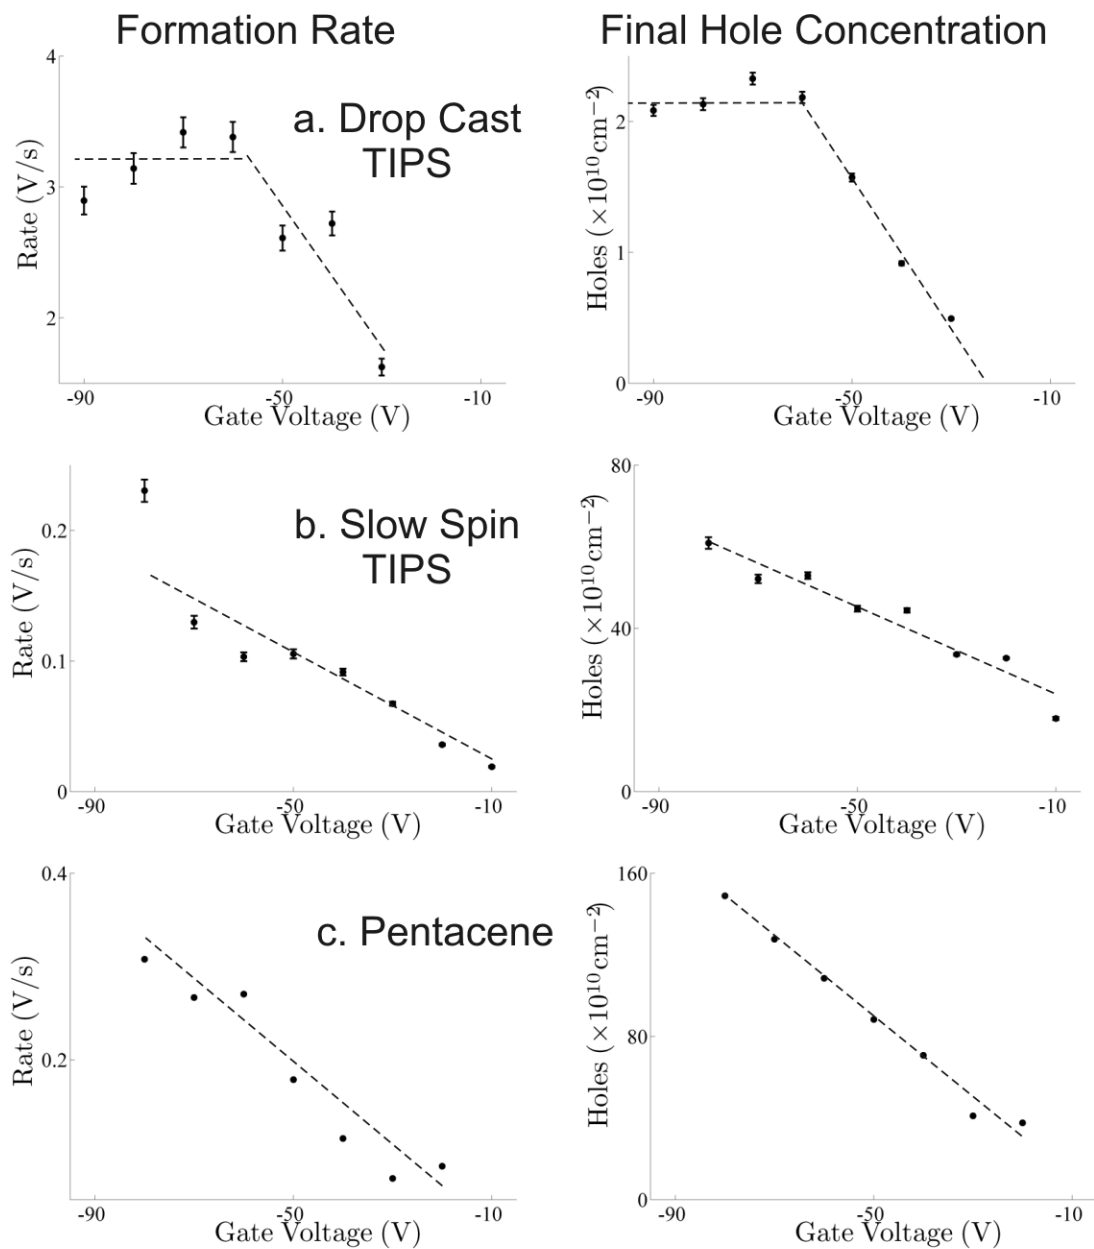 Formation Rate
Final Hole Concentration
a. Drop Cast
TIPS
4
3
2
Rate (V/s)
-90
-50
-10
Gate Voltage (V)
2
1
0
Holes (×10¹⁰cm⁻²)
-90
-50
-10
Gate Voltage (V)
b. Slow Spin
TIPS
0.2
0.1
0
Rate (V/s)
-90
-50
-10
Gate Voltage (V)
80
40
0
Holes (×10¹⁰cm⁻²)
-90
-50
-10
Gate Voltage (V)
c. Pentacene
0.4
0.2
Rate (V/s)
-90
-50
-10
Gate Voltage (V)
160
80
0
Holes (×10¹⁰cm⁻²)
-90
-50
-10
Gate Voltage (V)